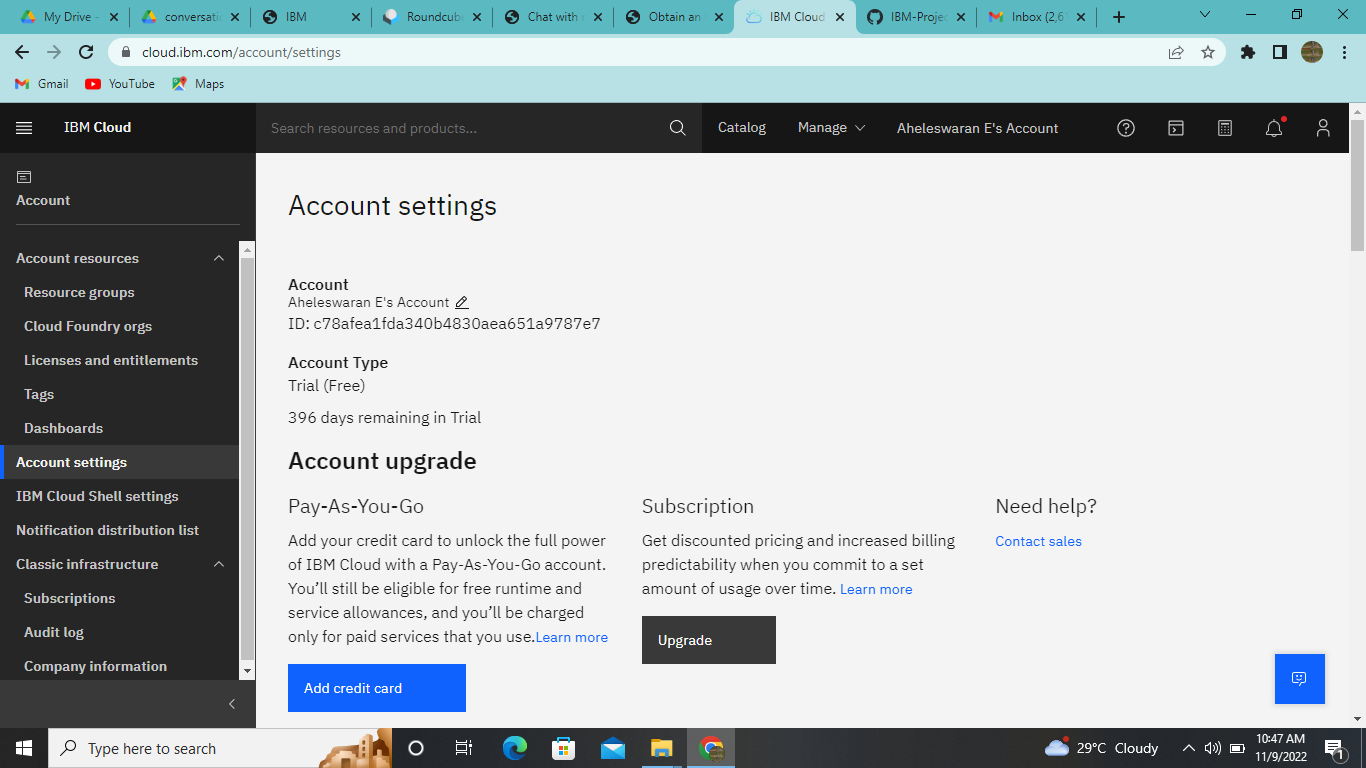 My Drive -
conversati
IBM
Roundcub
Chat with
Obtain an
IBM Cloud
IBM-Projec
Inbox (2,6
cloud.ibm.com/account/settings
Gmail
YouTube
Maps
IBM Cloud
Search resources and products...
Catalog
Manage
Aheleswaran E's Account
Account
Account resources
Resource groups
Cloud Foundry orgs
Licenses and entitlements
Tags
Dashboards
Account settings
IBM Cloud Shell settings
Notification distribution list
Classic infrastructure
Subscriptions
Audit log
Company information
Account settings
Account
Aheleswaran E's Account
ID: c78afea1fda340b4830aea651a9787e7
Account Type
Trial (Free)
396 days remaining in Trial
Account upgrade
Pay-As-You-Go
Add your credit card to unlock the full power
of IBM Cloud with a Pay-As-You-Go account.
You’ll still be eligible for free runtime and
service allowances, and you’ll be charged
only for paid services that you use.Learn more
Add credit card
Subscription
Get discounted pricing and increased billing
predictability when you commit to a set
amount of usage over time. Learn more
Upgrade
Need help?
Contact sales
Type here to search
29°C Cloudy
10:47 AM
11/9/2022
1